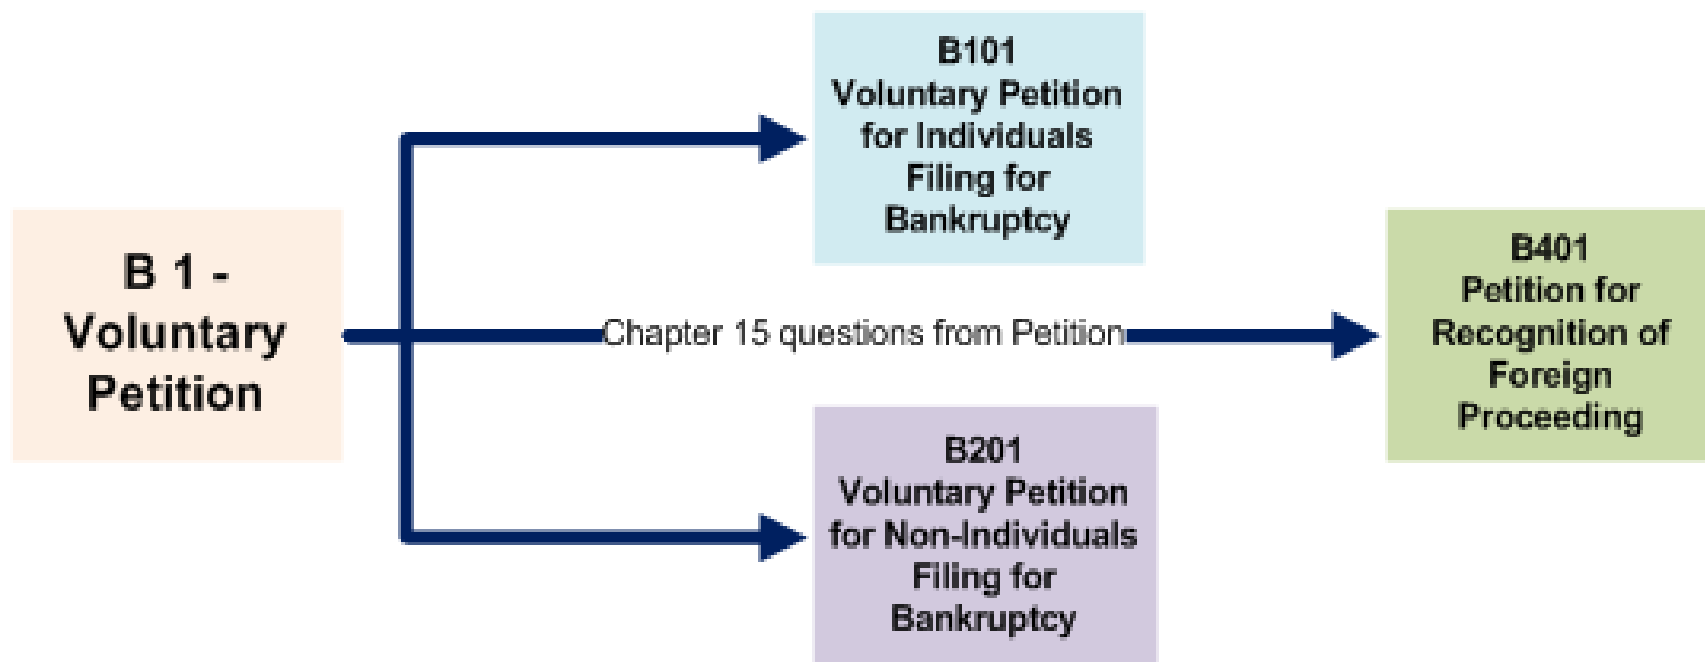 B 1 -
Voluntary
Petition
B101
Voluntary Petition
for Individuals
Filing for
Bankruptcy
Chapter 15 questions from Petition
B201
Voluntary Petition
for Non-Individuals
Filing for
Bankruptcy
B401
Petition for
Recognition of
Foreign
Proceeding